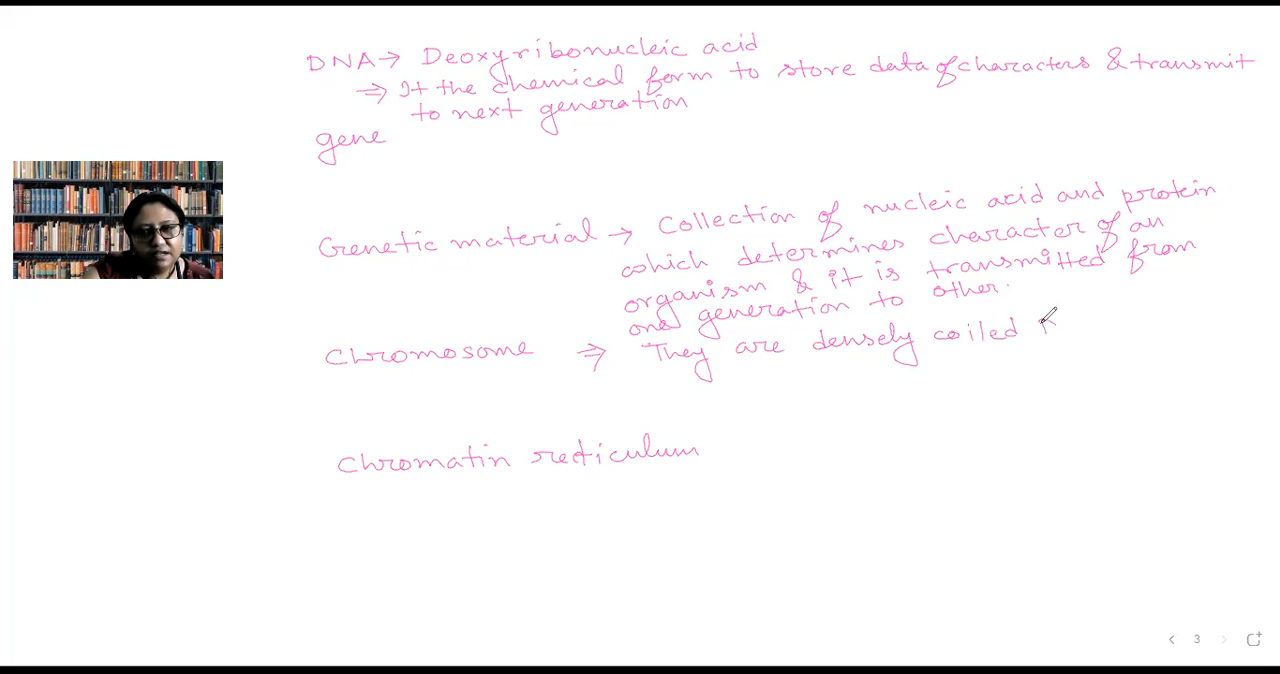 DNA → Deoxyribonucleic acid
⇒ It the chemical form to store data of characters & transmit
to next generation
gene
Genetic material → Collection of nucleic acid and protein
which determines character of an
organism & it is transmitted from
one generation to other.
Chromosome ⇒ They are densely coiled
Chromatin recticulum
< 3 >